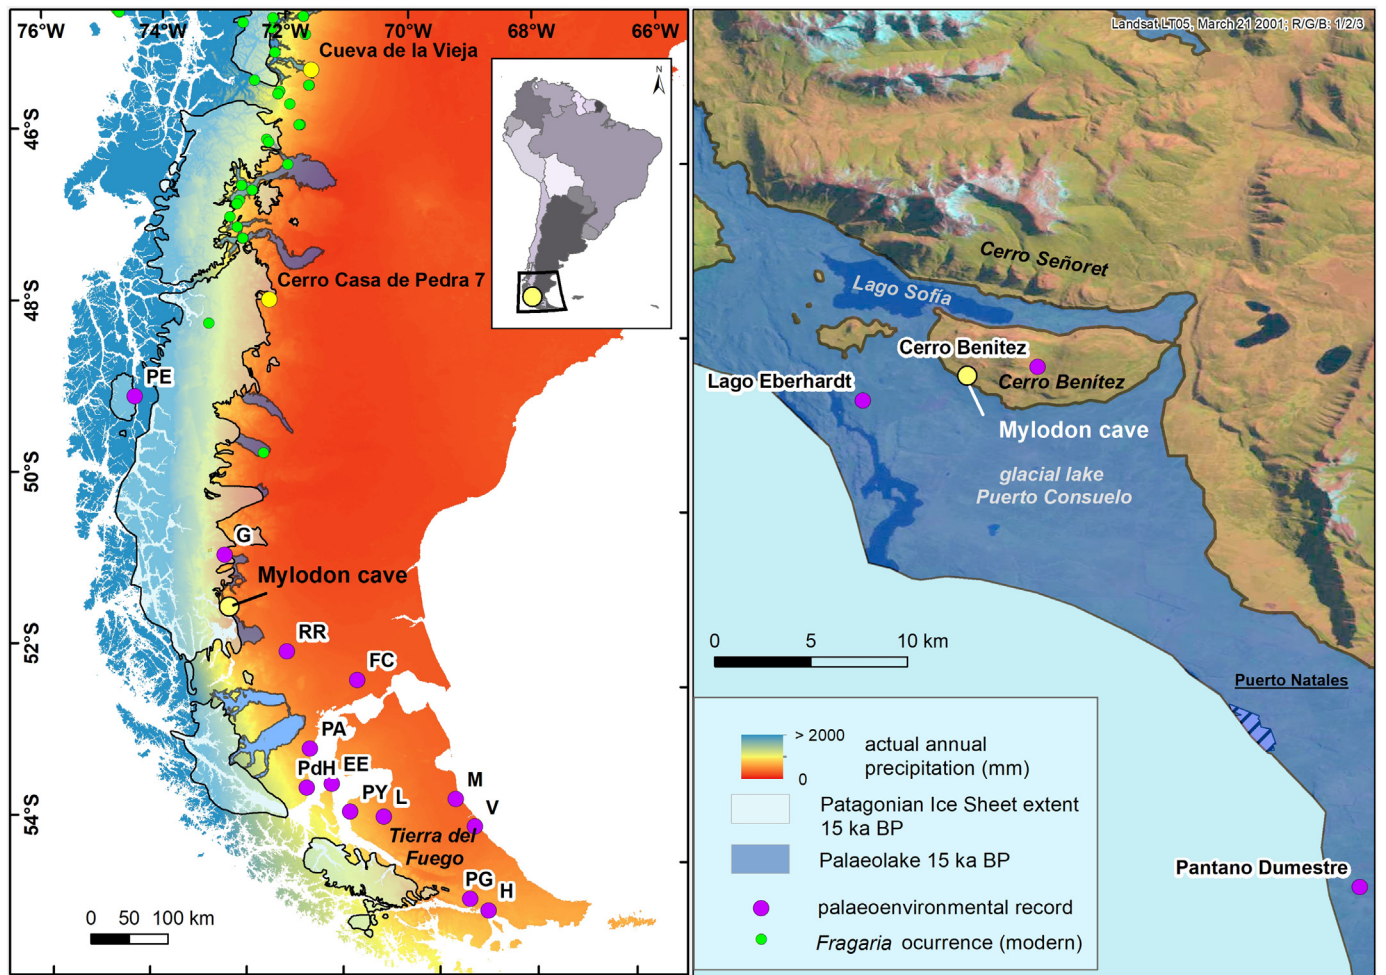 76°W
74°W
72°W
70°W
68°W
66°W
46°S
48°S
50°S
52°S
54°S
Cueva de la Vieja
N
Cerro Casa de Pedra 7
PE
G
Mylodon cave
RR
FC
PA
PdH
EE
PY
L
M
V
Tierra del
Fuego
PG
H
0 50 100 km
Landsat LT05, March 21 2001; R/G/B: 1/2/3
Cerro Señoret
Lago Sofía
Cerro Benitez
Cerro Benítez
Lago Eberhardt
Mylodon cave
glacial lake
Puerto Consuelo
0 5 10 km
Puerto Natales
Pantano Dumestre
> 2000
0
actual annual
precipitation (mm)
Patagonian Ice Sheet extent
15 ka BP
Palaeolake 15 ka BP
palaeoenvironmental record
Fragaria ocurrence (modern)